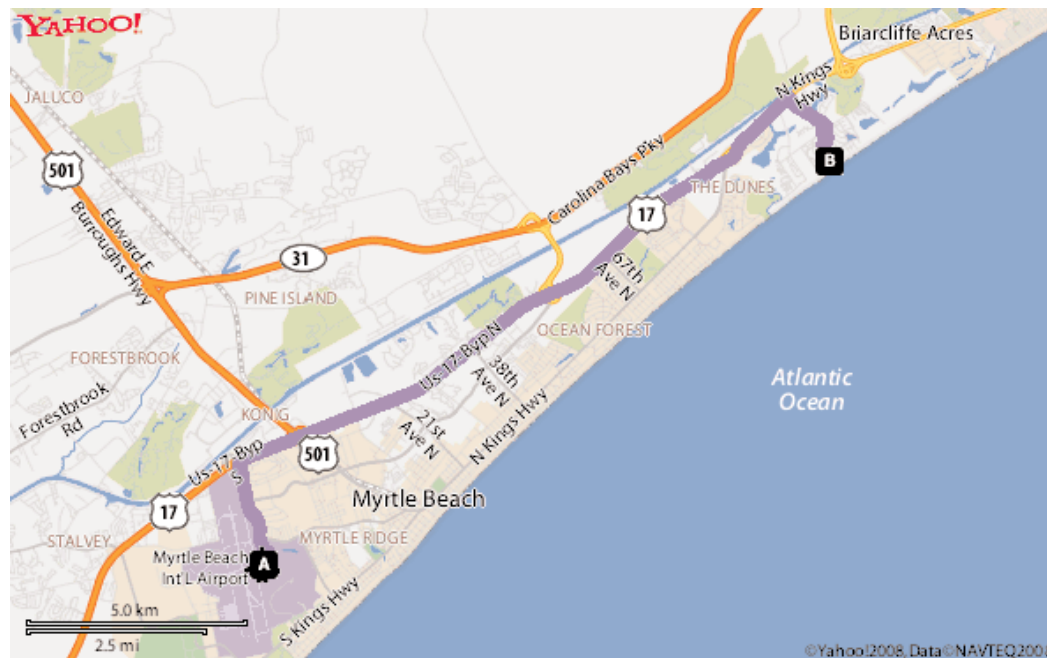 YAHOO!
Briarcliffe Acres
JALUCO
N Kings
Hwy
501
Carolina Bays Pky
B
THE DUNES
17
Edward E
Burroughs Hwy
31
67th
Ave N
PINE ISLAND
OCEAN FOREST
FORESTBROOK
Us-17-Byp N
38th
Ave N
Atlantic
Ocean
Forestbrook
Rd
KONIG
21st
Ave N
N Kings Hwy
Us-17-Byp
S
501
17
Myrtle Beach
STALVEY
MYRTLE RIDGE
Myrtle Beach
Int'L Airport
A
S Kings Hwy
5.0 km
2.5 mi
©Yahoo!2008, Data©NAVTEQ2008